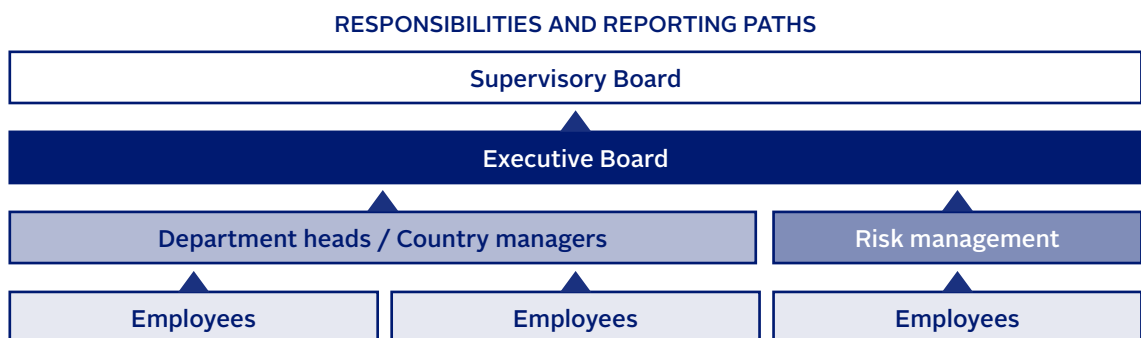 RESPONSIBILITIES AND REPORTING PATHS
Supervisory Board
Executive Board
Department heads / Country managers
Risk management
Employees
Employees
Employees